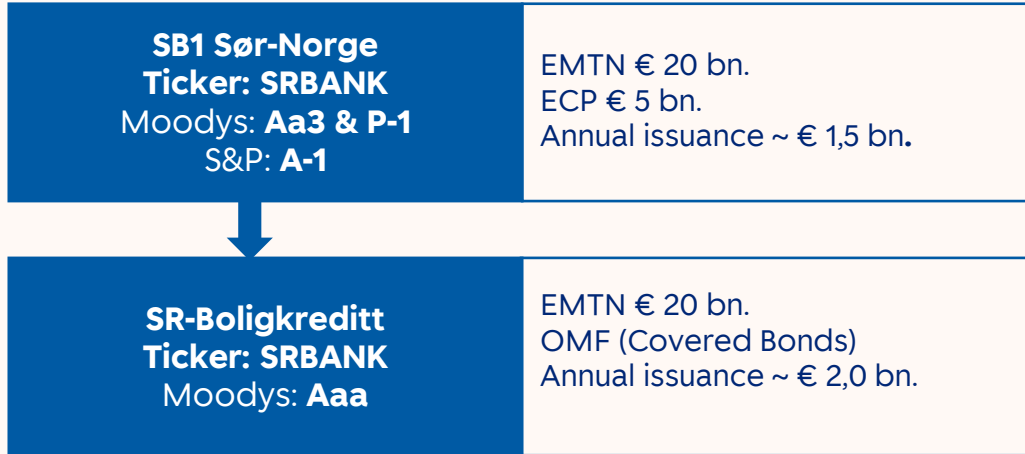 SB1 Sør-Norge
Ticker: SRBANK
Moodys: Aa3 & P-1
S&P: A-1
EMTN € 20 bn.
ECP € 5 bn.
Annual issuance ~ € 1,5 bn.
SR-Boligkreditt
Ticker: SRBANK
Moodys: Aaa
EMTN € 20 bn.
OMF (Covered Bonds)
Annual issuance ~ € 2,0 bn.